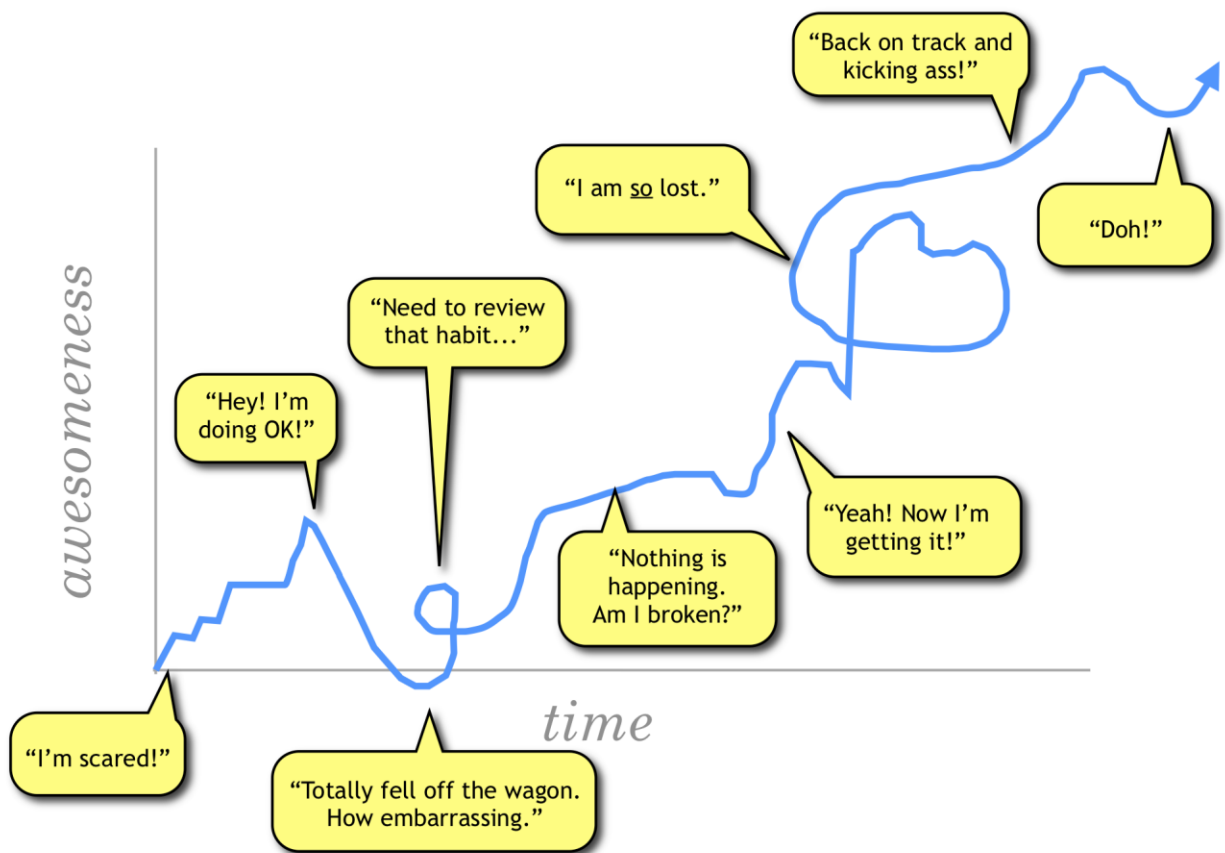 “Back on track and
kicking ass!”
“I am so lost.”
“Doh!”
“Need to review
that habit...”
“Hey! I’m
doing OK!”
awesomeness
“Yeah! Now I’m
getting it!”
“Nothing is
happening.
Am I broken?”
time
“I’m scared!”
“Totally fell off the wagon.
How embarrassing.”